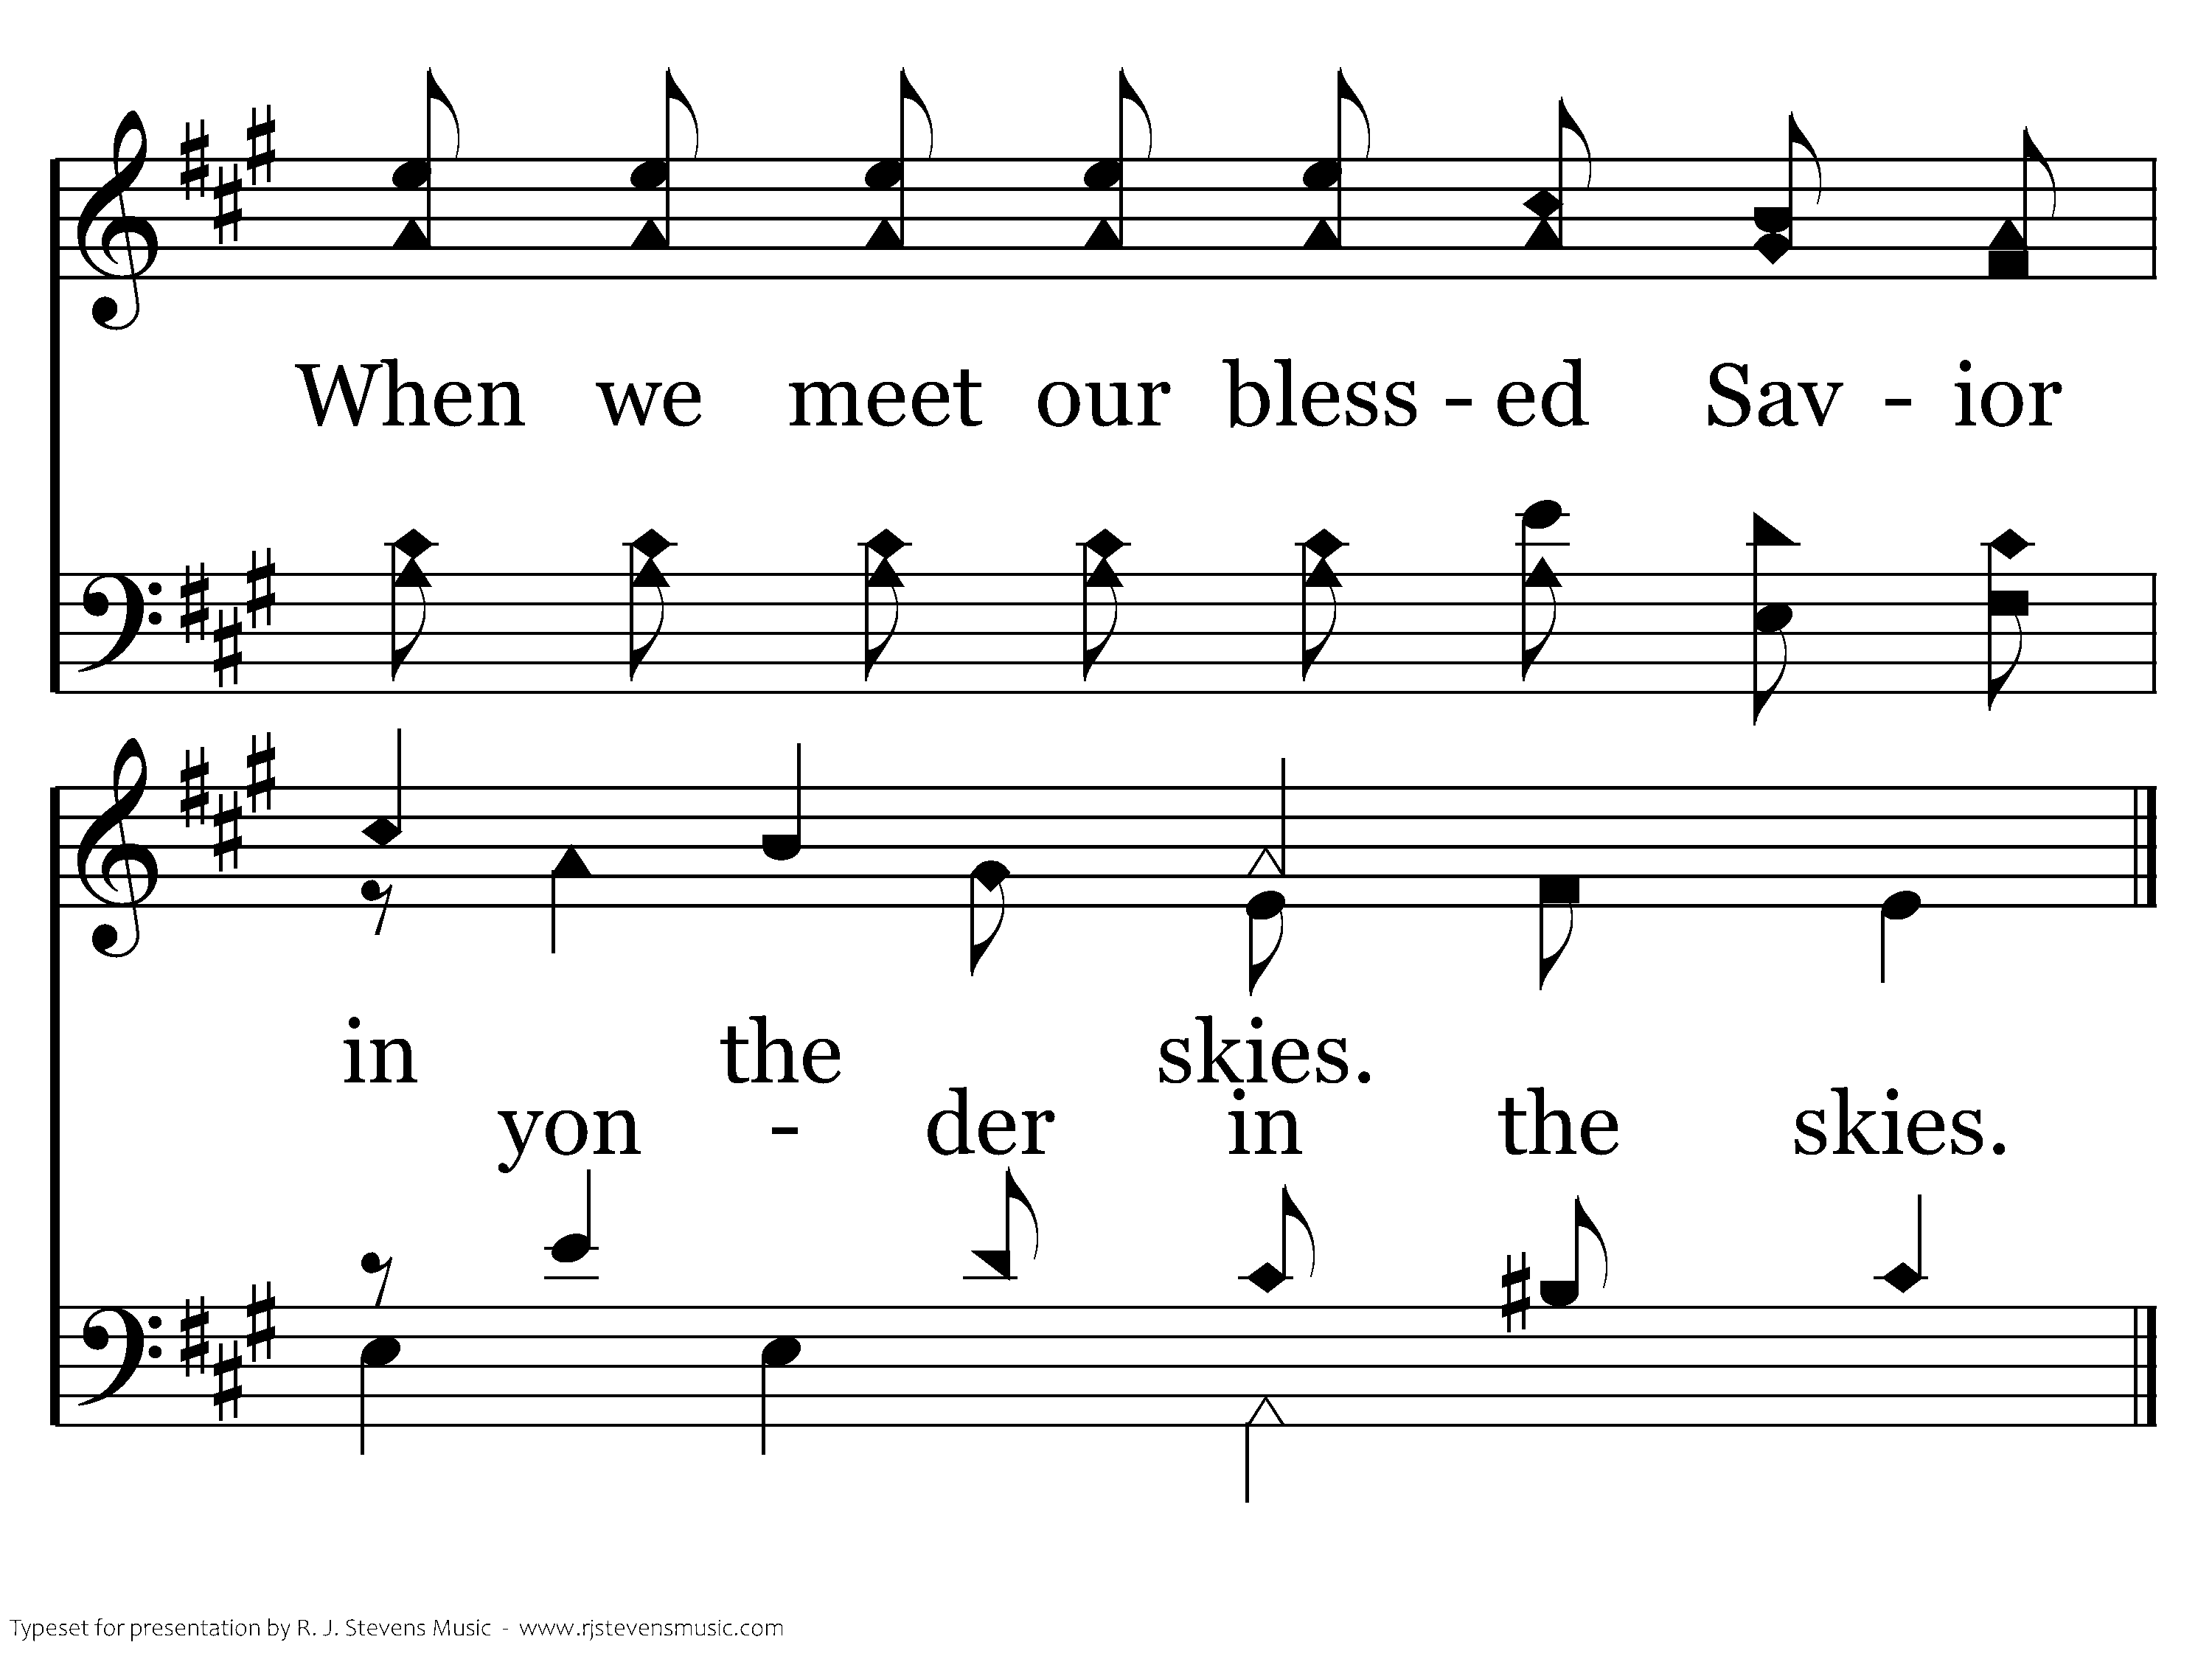 When we meet our bless - ed Sav - ior
in the skies.
yon - der in the skies.
Typeset for presentation by R. J. Stevens Music - www.rjstevensmusic.com